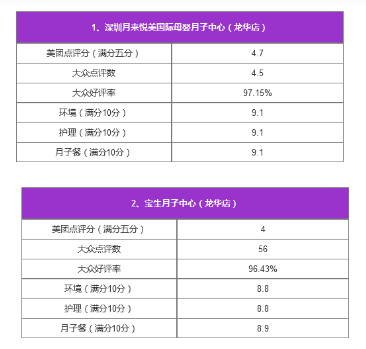 1、深圳月来悦美国际母婴月子中心（龙华店）
美团点评分（满分五分） 4.7
大众点评数 4.5
大众好评率 97.15%
环境（满分10分） 9.1
护理（满分10分） 9.1
月子餐（满分10分） 9.1
2、宝生月子中心（龙华店）
美团点评分（满分五分） 4
大众点评数 56
大众好评率 96.43%
环境（满分10分） 8.8
护理（满分10分） 8.8
月子餐（满分10分） 8.9